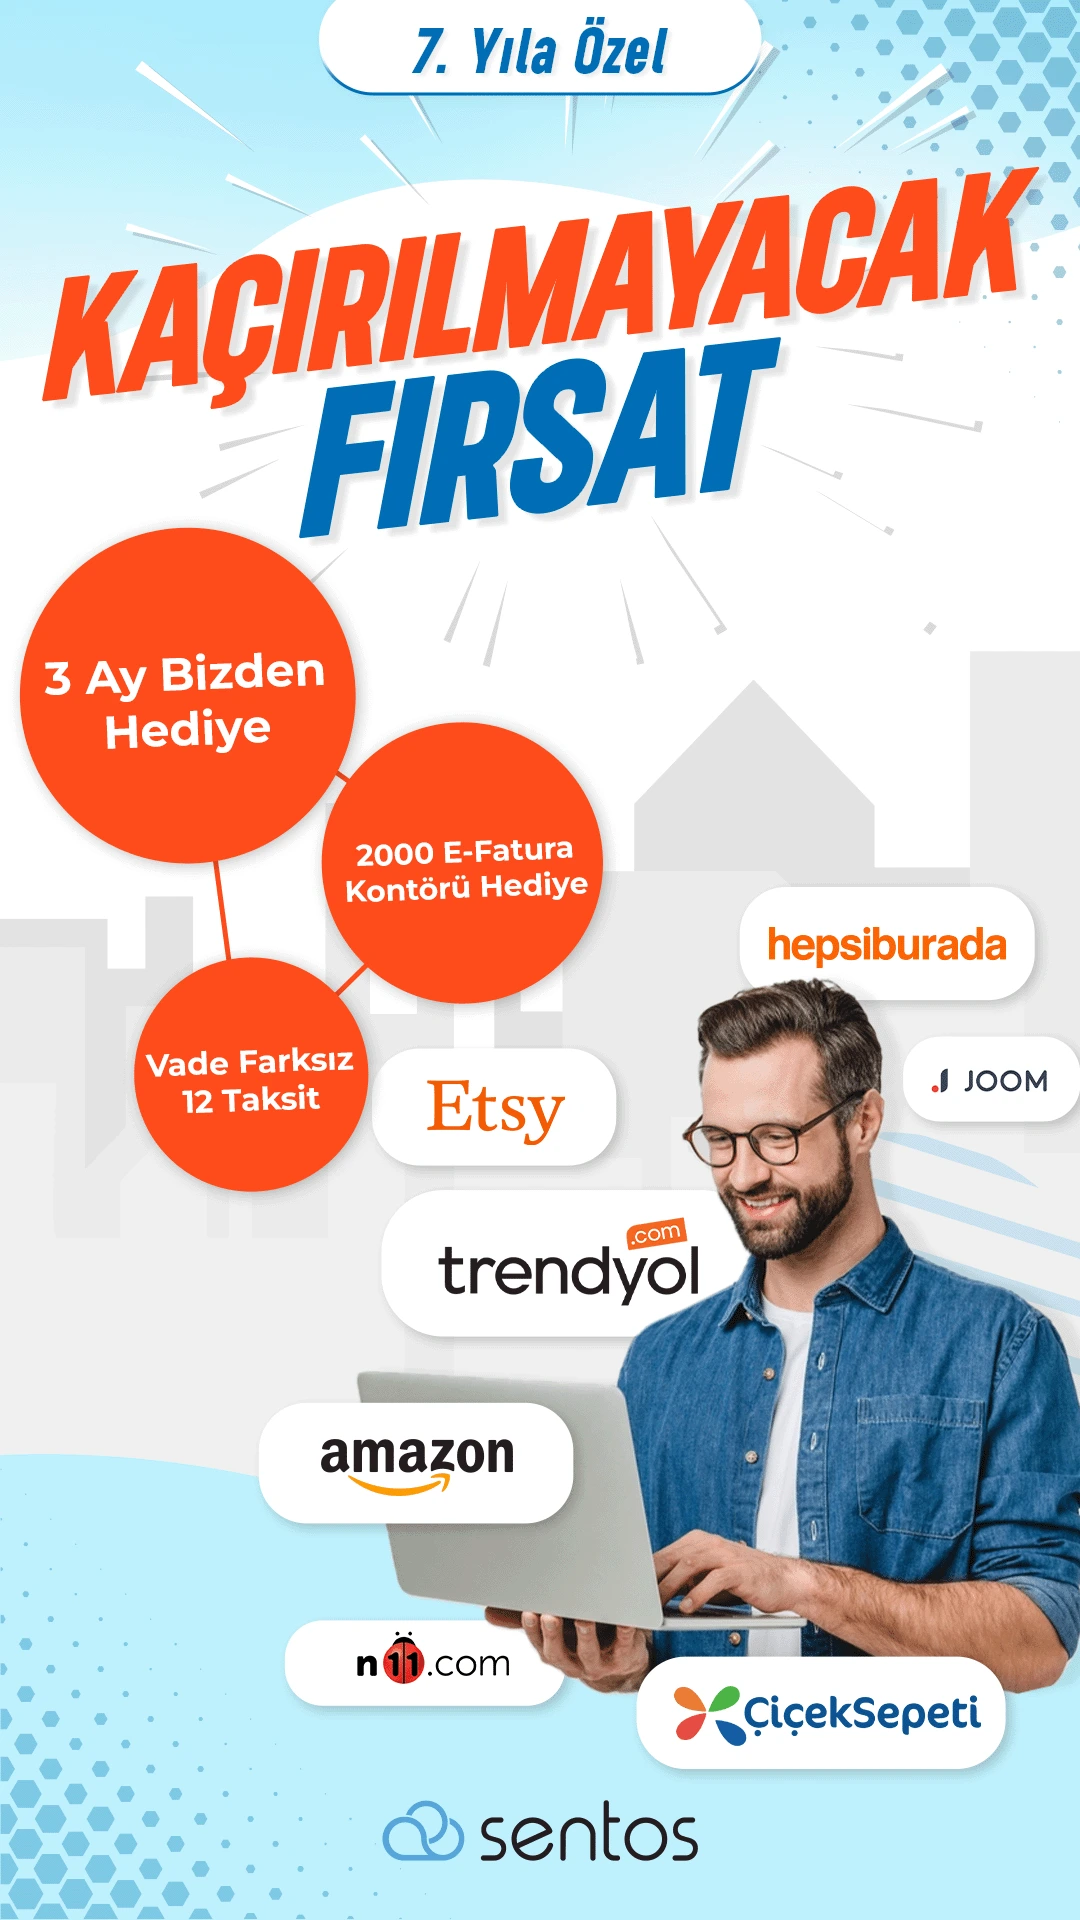 7. Yıla Özel
KAÇIRILMAYACAK
FIRSAT
3 Ay Bizden
Hediye
2000 E-Fatura
Kontörü Hediye
Vade Farksız
12 Taksit
hepsiburada
JOOM
Etsy
.com
trendyol
amazon
n11.com
ÇiçekSepeti
sentos